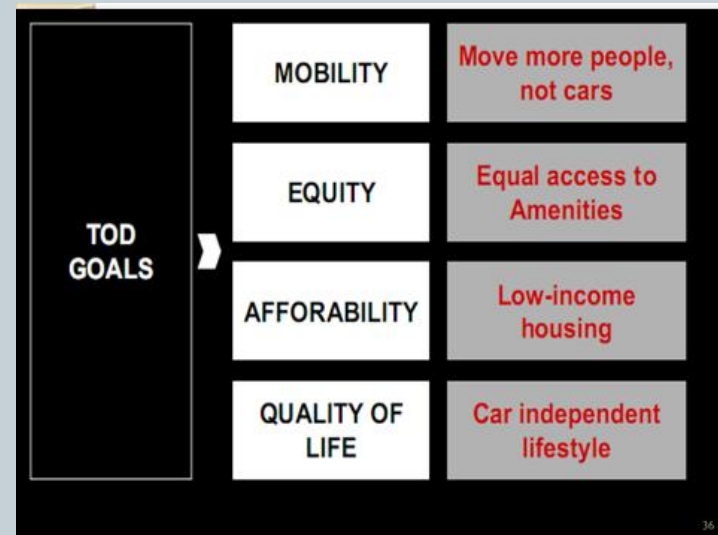 TOD
GOALS
MOBILITY
Move more people,
not cars
EQUITY
Equal access to
Amenities
AFFORABILITY
Low-income
housing
QUALITY OF
LIFE
Car independent
lifestyle
36